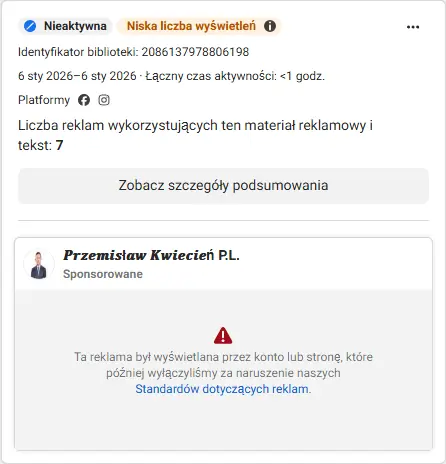 Nieaktywna Niska liczba wyświetleń
Identyfikator biblioteki: 2086137978806198
6 sty 2026–6 sty 2026 · Łączny czas aktywności: <1 godz.
Platformy
Liczba reklam wykorzystujących ten materiał reklamowy i
tekst: 7
Zobacz szczegóły podsumowania
𝑷𝒓𝒛𝒆𝒎𝒊𝒔ł𝒂𝒘 𝑲𝒘𝒊𝒆𝒄𝒊𝒆ń P.L.
Sponsorowane
Ta reklama był wyświetlana przez konto lub stronę, które
później wyłączyliśmy za naruszenie naszych
Standardów dotyczących reklam.